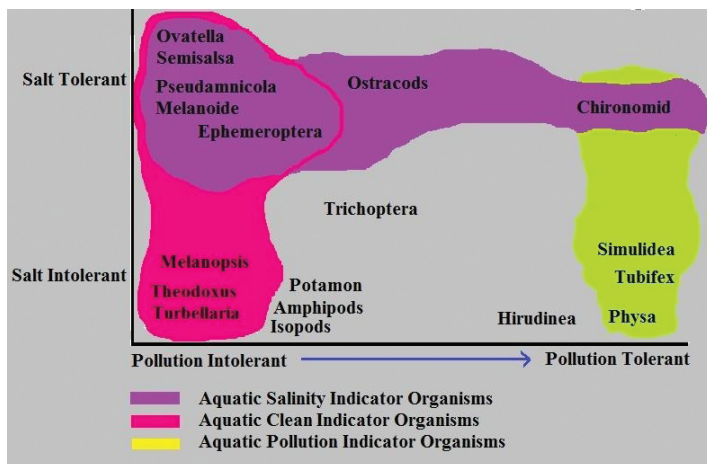 Ovatella
Semisalsa
Salt Tolerant
Pseudamnicola
Melanoide
Ephemeroptera
Ostracods
Chironomid
Trichoptera
Salt Intolerant
Melanopsis
Theodoxus
Turbellaria
Potamon
Amphipods
Isopods
Hirudinea
Simulidea
Tubifex
Physa
Pollution Intolerant
Pollution Tolerant
Aquatic Salinity Indicator Organisms
Aquatic Clean Indicator Organisms
Aquatic Pollution Indicator Organisms